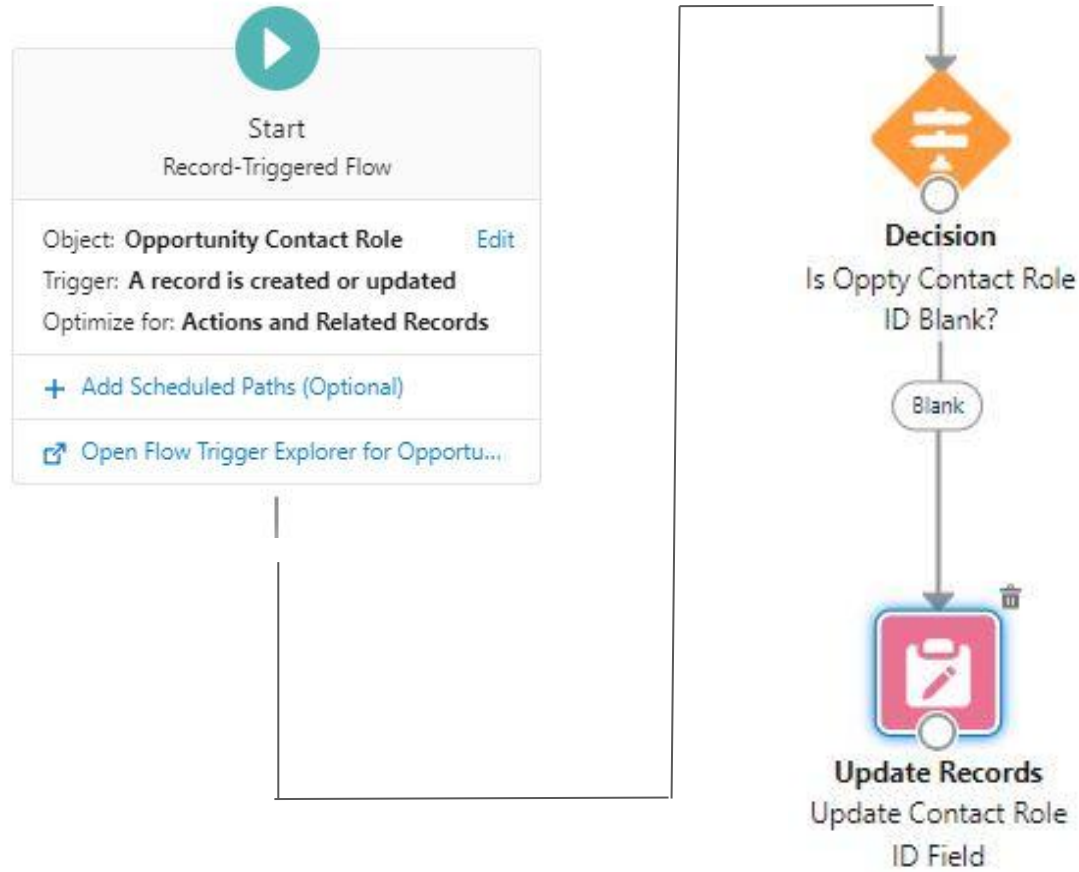 Start
Record-Triggered Flow
Object: Opportunity Contact Role Edit
Trigger: A record is created or updated
Optimize for: Actions and Related Records
+ Add Scheduled Paths (Optional)
Open Flow Trigger Explorer for Opportu...
Decision
Is Oppty Contact Role
ID Blank?
Blank
Update Records
Update Contact Role
ID Field